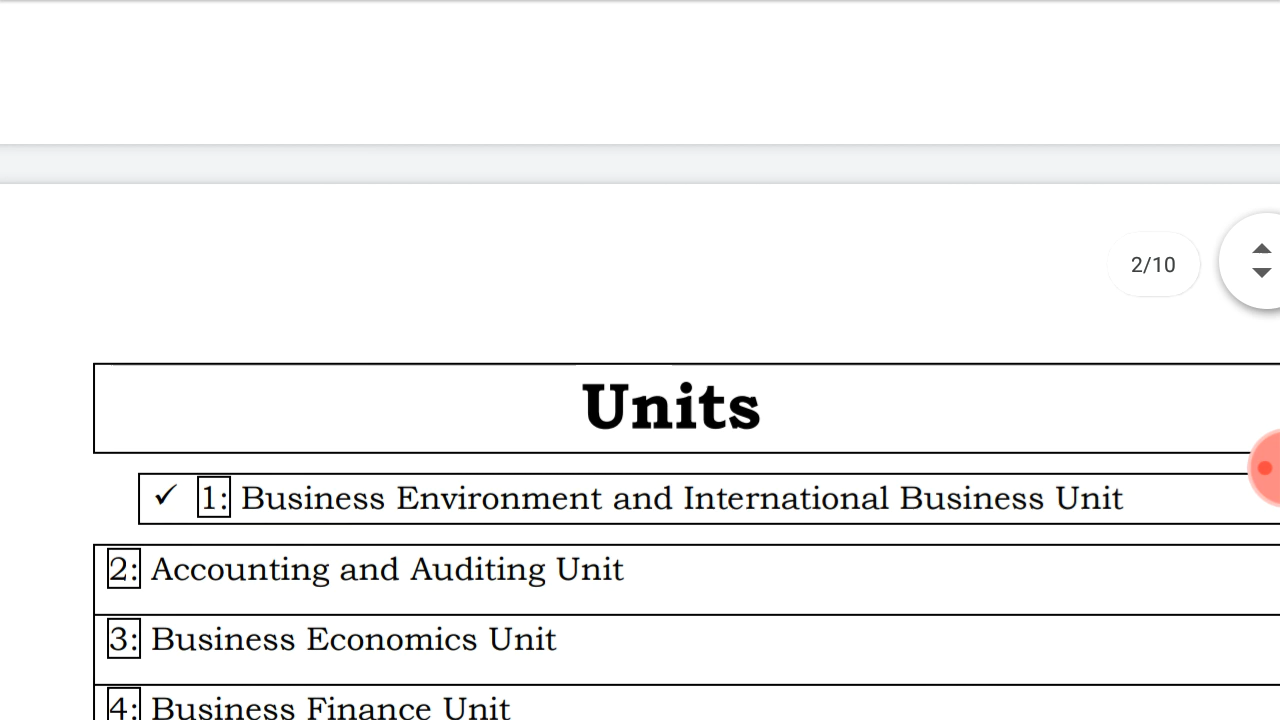 2/10
Units
✓ 1: Business Environment and International Business Unit
2: Accounting and Auditing Unit
3: Business Economics Unit
4: Business Finance Unit